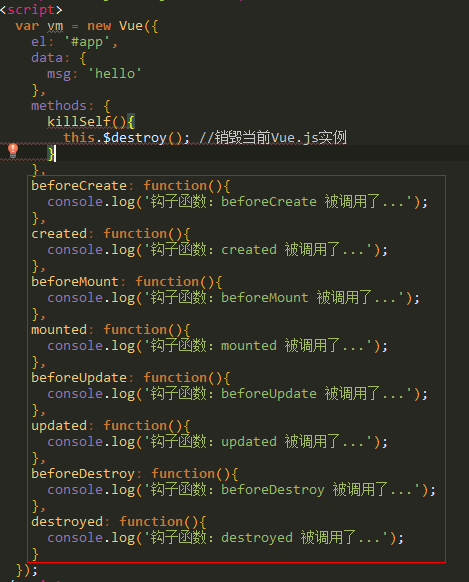 <script>
var vm = new Vue({
el: '#app',
data: {
msg: 'hello'
},
methods: {
killSelf(){
this.$destroy(); //销毁当前Vue.js实例
}
},
beforeCreate: function(){
console.log('钩子函数：beforeCreate 被调用了...');
},
created: function(){
console.log('钩子函数：created 被调用了...');
},
beforeMount: function(){
console.log('钩子函数：beforeMount 被调用了...');
},
mounted: function(){
console.log('钩子函数：mounted 被调用了...');
},
beforeUpdate: function(){
console.log('钩子函数：beforeUpdate 被调用了...');
},
updated: function(){
console.log('钩子函数：updated 被调用了...');
},
beforeDestroy: function(){
console.log('钩子函数：beforeDestroy 被调用了...');
},
destroyed: function(){
console.log('钩子函数：destroyed 被调用了...');
}
});